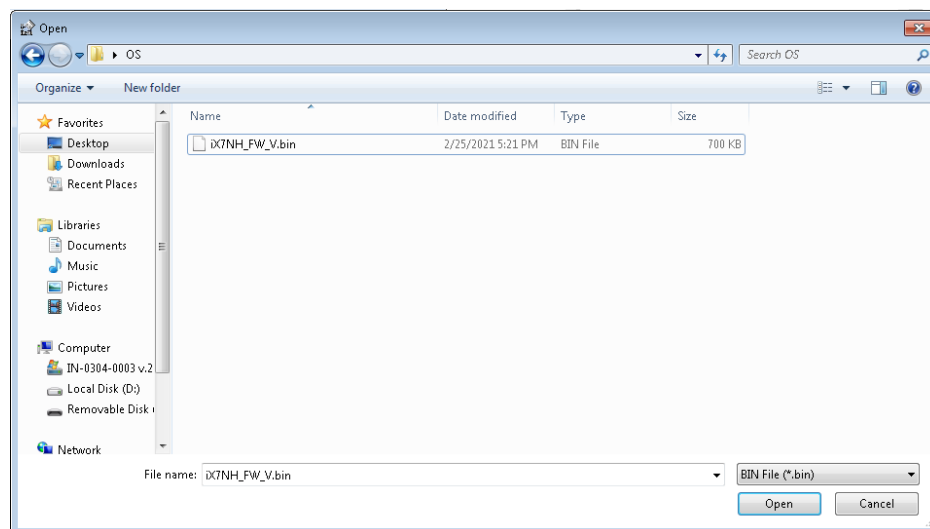 Open
OS
Search OS
Organize
New folder
Name
Date modified
Type
Size
Favorites
Desktop
Downloads
Recent Places
Libraries
Documents
Music
Pictures
Videos
Computer
IN-0304-0003 v.2
Local Disk (D:)
Removable Disk
Network
iX7NH_FW_V.bin
2/25/2021 5:21 PM
BIN File
700 KB
File name:
iX7NH_FW_V.bin
BIN File (*.bin)
Open
Cancel